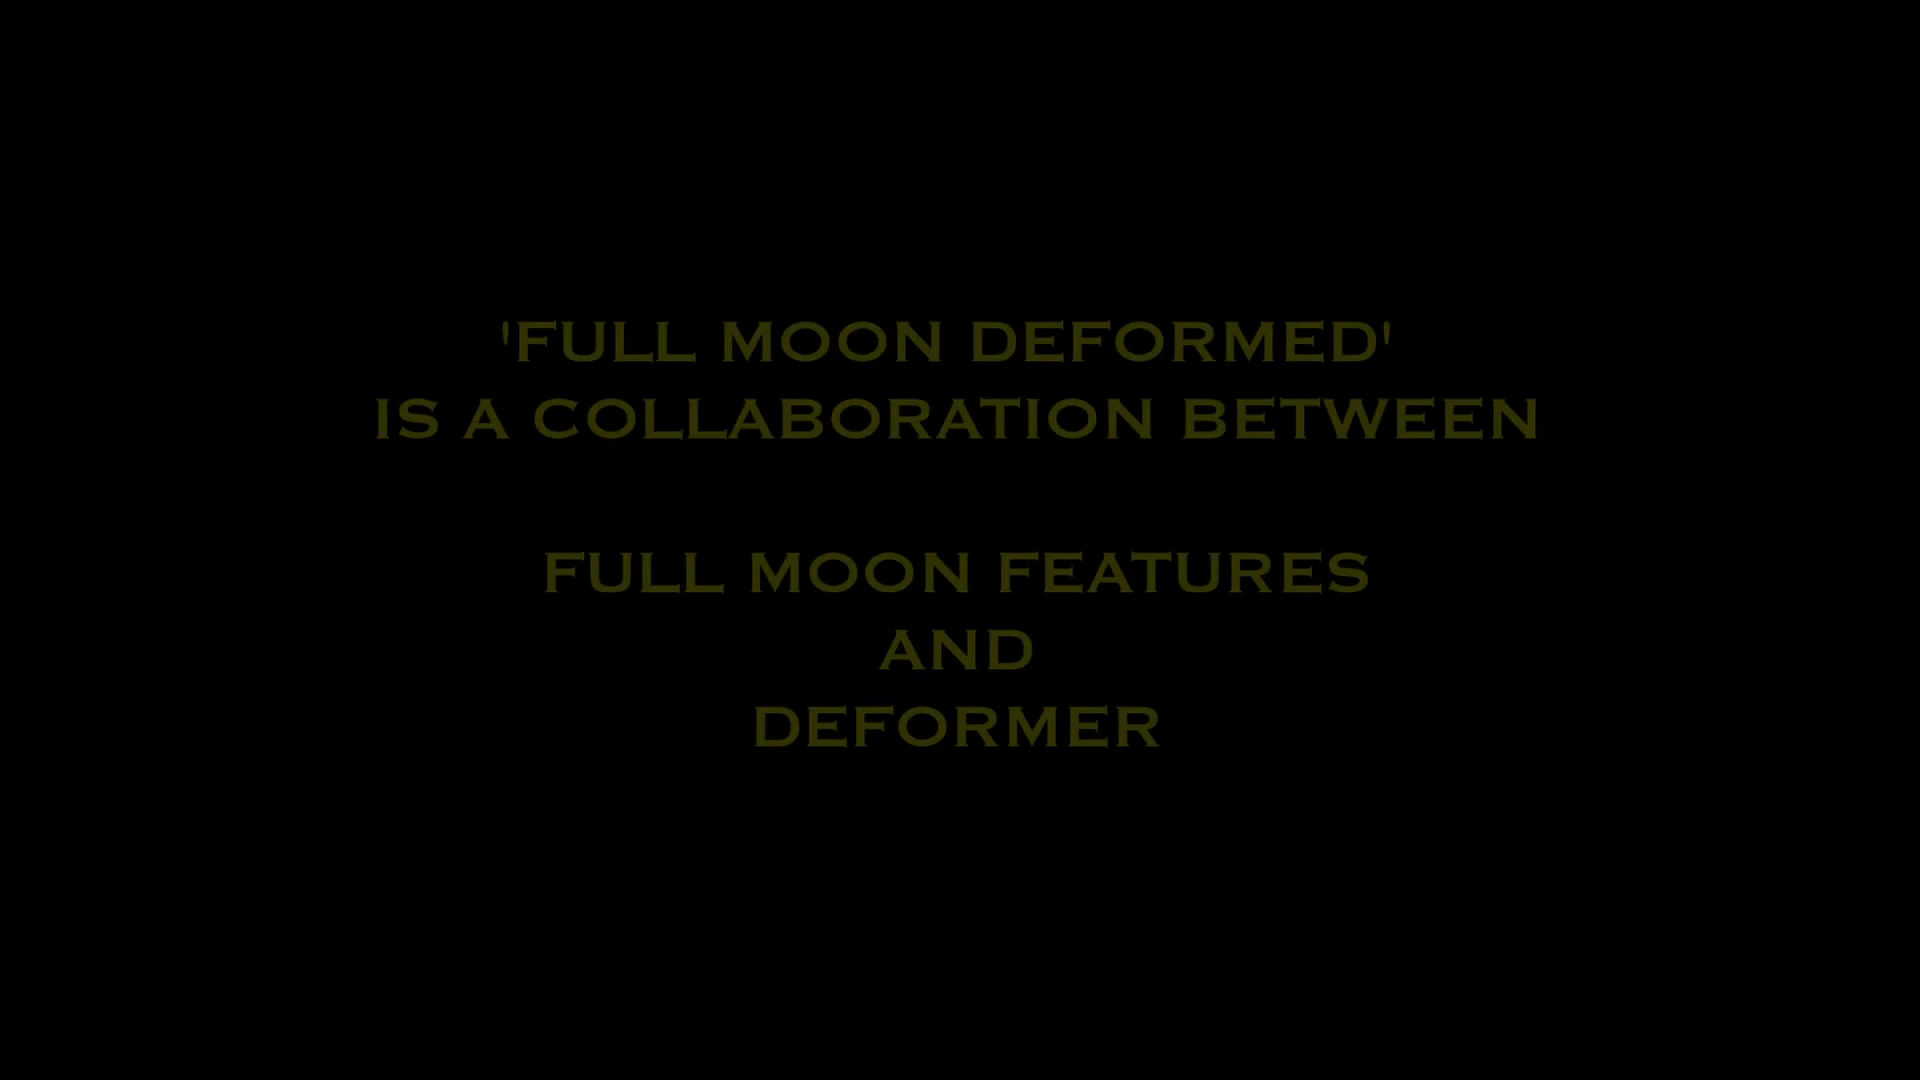 'FULL MOON DEFORMED'
IS A COLLABORATION BETWEEN
FULL MOON FEATURES
AND
DEFORMER